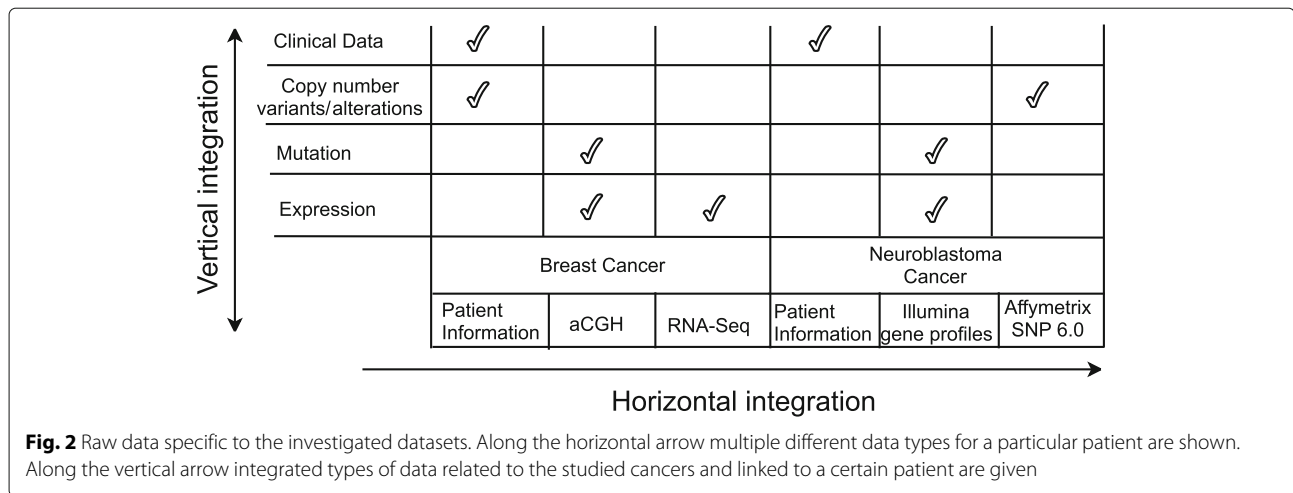 Vertical integration
Clinical Data
Copy number
variants/alterations
Mutation
Expression
Breast Cancer
Neuroblastoma
Cancer
Patient
Information
aCGH
RNA-Seq
Patient
Information
Illumina
gene profiles
Affymetrix
SNP 6.0
Horizontal integration
Fig. 2 Raw data specific to the investigated datasets. Along the horizontal arrow multiple different data types for a particular patient are shown.
Along the vertical arrow integrated types of data related to the studied cancers and linked to a certain patient are given